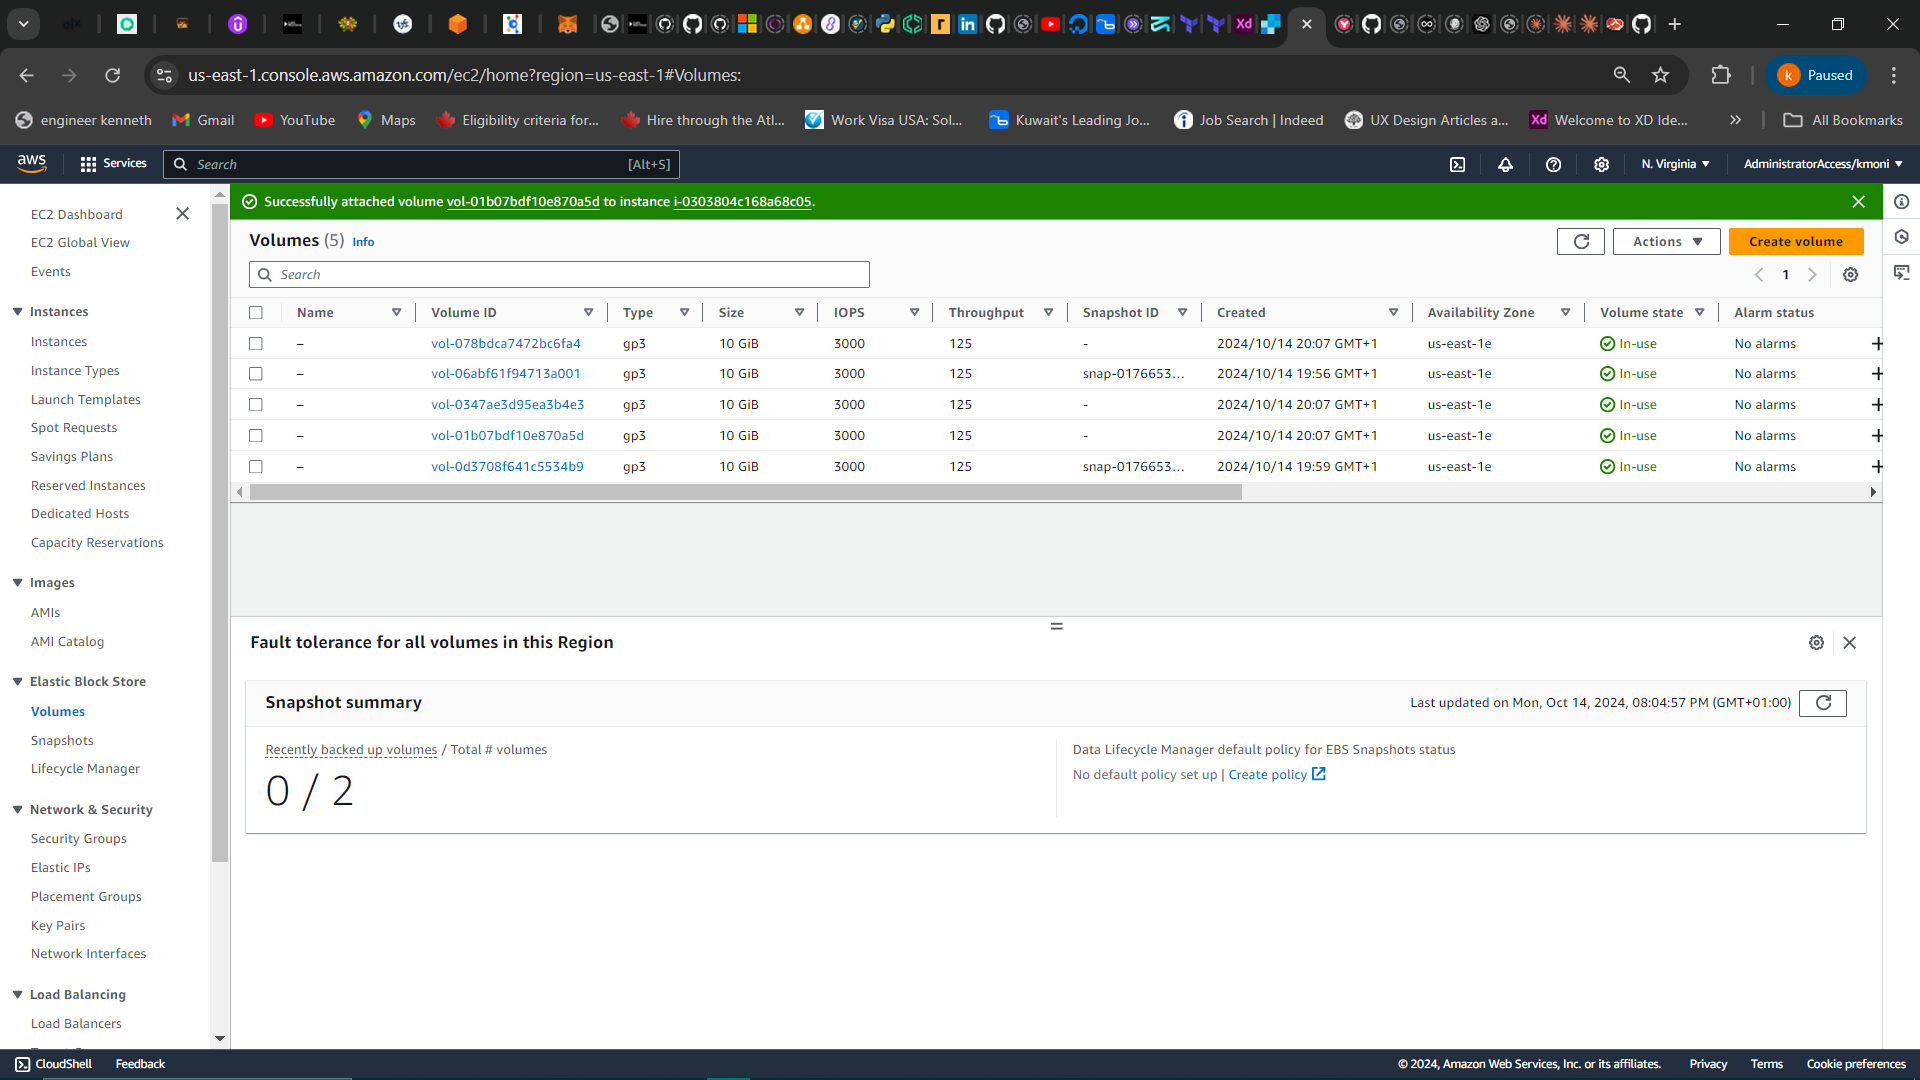 us-east-1.console.aws.amazon.com/ec2/home?region=us-east-1#Volumes:
k Paused
engineer kenneth Gmail YouTube Maps Eligibility criteria for... Hire through the Atl... Work Visa USA: Sol... Kuwait's Leading Jo... Job Search | Indeed UX Design Articles a... Xd Welcome to XD Ide... » All Bookmarks
aws Services Search [Alt+S] N. Virginia AdministratorAccess/kmoni
EC2 Dashboard
EC2 Global View
Events
Instances
Instances
Instance Types
Launch Templates
Spot Requests
Savings Plans
Reserved Instances
Dedicated Hosts
Capacity Reservations
Images
AMIs
AMI Catalog
Elastic Block Store
Volumes
Snapshots
Lifecycle Manager
Network & Security
Security Groups
Elastic IPs
Placement Groups
Key Pairs
Network Interfaces
Load Balancing
Load Balancers
Successfully attached volume vol-01b07bdf10e870a5d to instance i-0303804c168a68c05.
Volumes (5) Info
Actions
Create volume
Search
1
Name Volume ID Type Size IOPS Throughput Snapshot ID Created Availability Zone Volume state Alarm status
– vol-078bdca7472bc6fa4 gp3 10 GiB 3000 125 - 2024/10/14 20:07 GMT+1 us-east-1e In-use No alarms +
– vol-06abf61f94713a001 gp3 10 GiB 3000 125 snap-0176653... 2024/10/14 19:56 GMT+1 us-east-1e In-use No alarms +
– vol-0347ae3d95ea3b4e3 gp3 10 GiB 3000 125 - 2024/10/14 20:07 GMT+1 us-east-1e In-use No alarms +
– vol-01b07bdf10e870a5d gp3 10 GiB 3000 125 - 2024/10/14 20:07 GMT+1 us-east-1e In-use No alarms +
– vol-0d3708f641c5534b9 gp3 10 GiB 3000 125 snap-0176653... 2024/10/14 19:59 GMT+1 us-east-1e In-use No alarms +
Fault tolerance for all volumes in this Region
Snapshot summary
Last updated on Mon, Oct 14, 2024, 08:04:57 PM (GMT+01:00)
Recently backed up volumes / Total # volumes
0 / 2
Data Lifecycle Manager default policy for EBS Snapshots status
No default policy set up | Create policy
CloudShell Feedback © 2024, Amazon Web Services, Inc. or its affiliates. Privacy Terms Cookie preferences